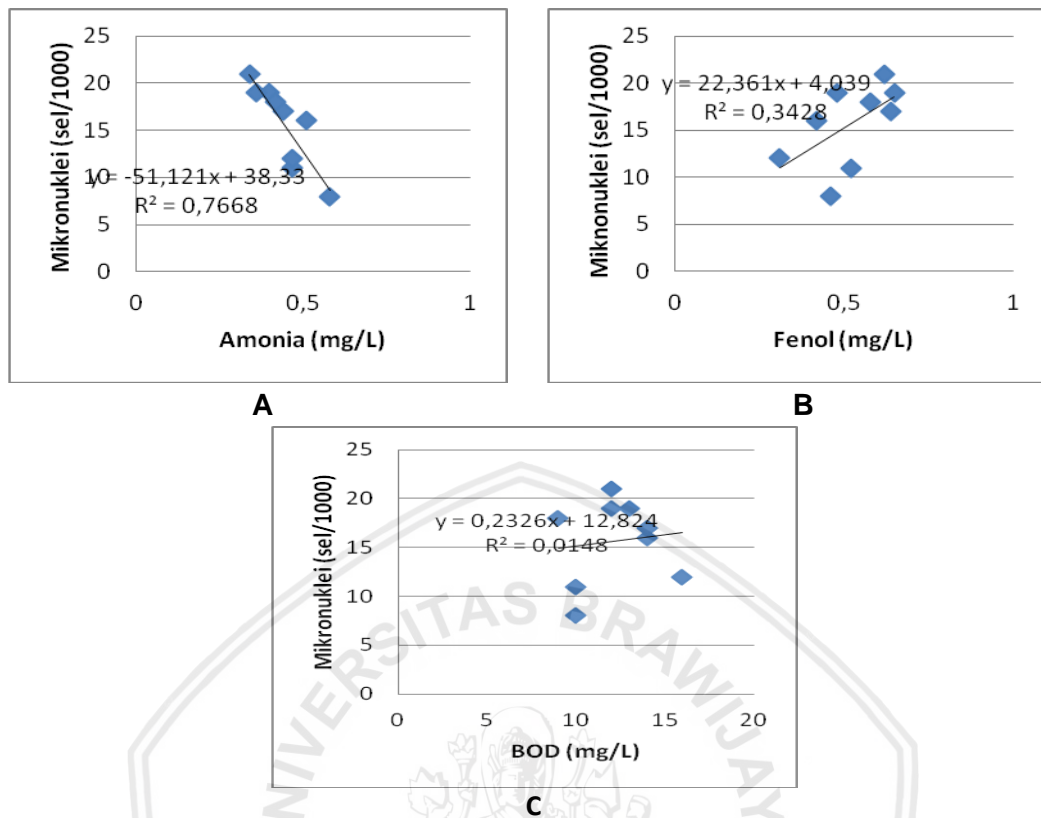 25
20
15
10
5
0
Mikronuklei (sel/1000)
y = -51,121x + 38,33
R² = 0,7668
0 0,5 1
Amonia (mg/L)
A
25
20
15
10
5
0
Miknonuklei (sel/1000)
y = 22,361x + 4,039
R² = 0,3428
0 0,5 1
Fenol (mg/L)
B
25
20
15
10
5
0
Mikronuklei (sel/1000)
y = 0,2326x + 12,824
R² = 0,0148
0 5 10 15 20
BOD (mg/L)
C
UNIVERSITAS BRAWIJAYA